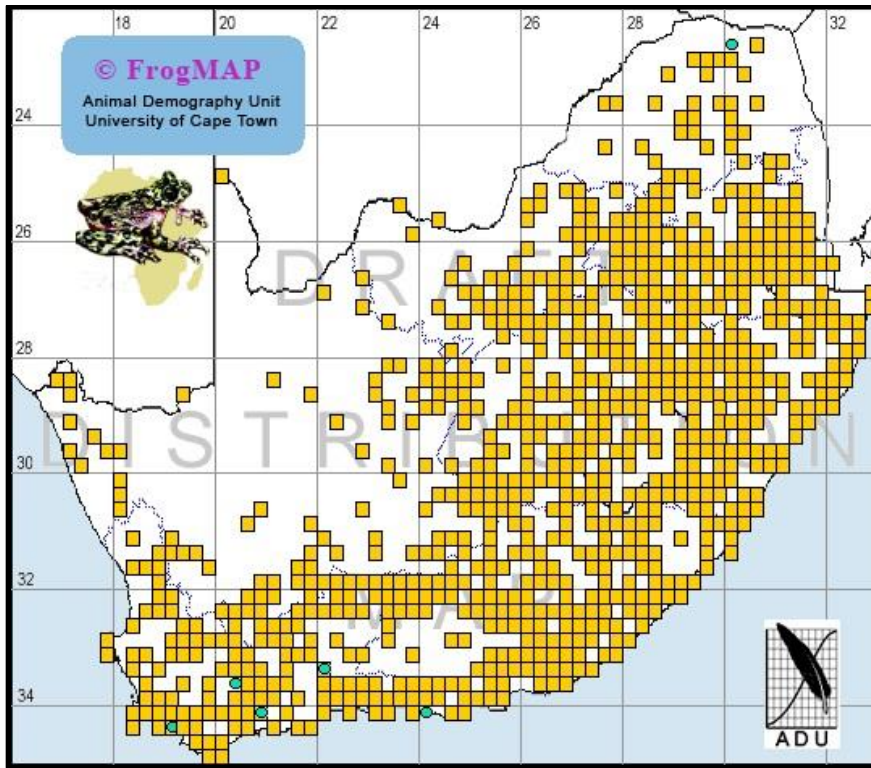 18 20 22 24 26 28 30 32
© FrogMAP
Animal Demography Unit
University of Cape Town
24
26
DRAFT
28
DISTRIBUTION
30
32
MAP
34
ADU